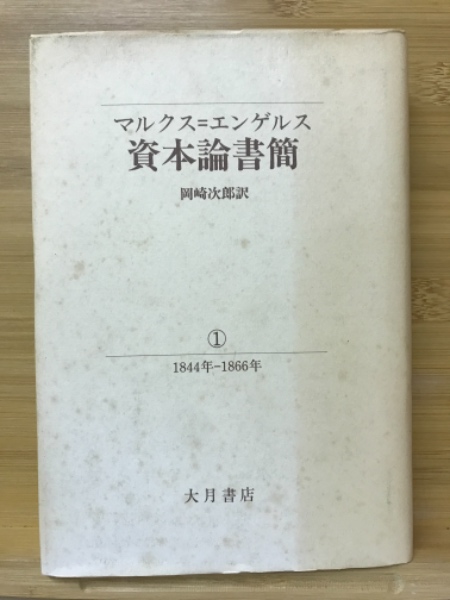 マルクス=エンゲルス
資本論書簡
岡崎次郎訳
①
1844年-1866年
大月書店